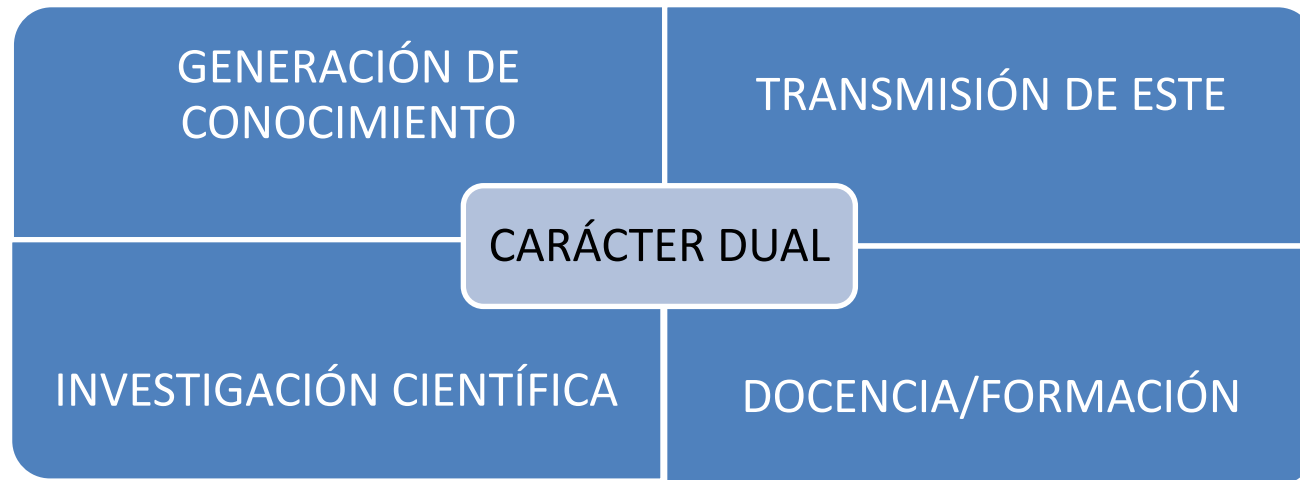 GENERACIÓN DE
CONOCIMIENTO
TRANSMISIÓN DE ESTE
CARÁCTER DUAL
INVESTIGACIÓN CIENTÍFICA
DOCENCIA/FORMACIÓN